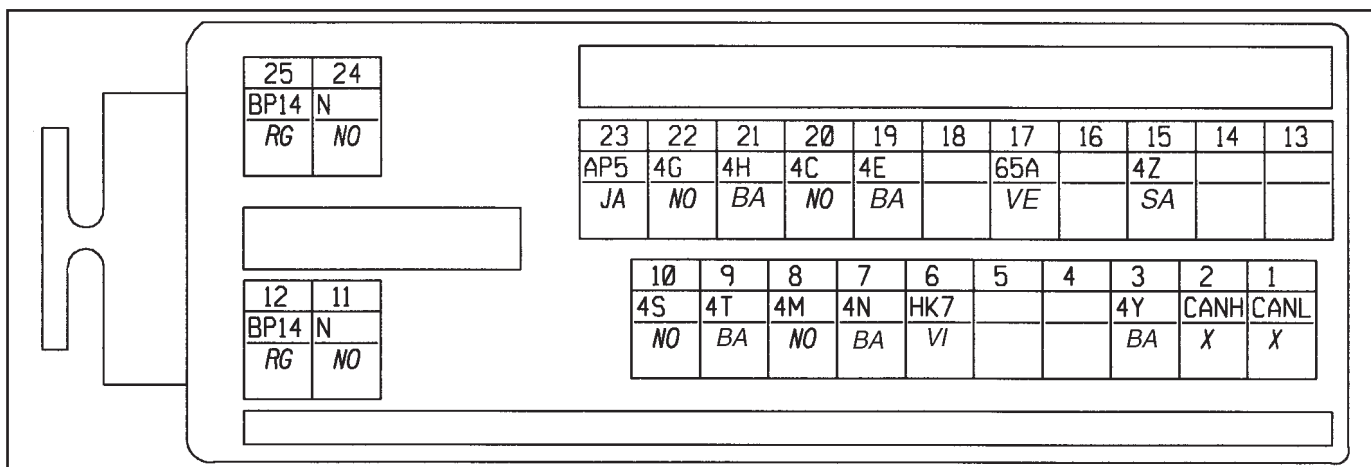 25 24
BP14 N
RG NO
23 22 21 20 19 18 17 16 15 14 13
AP5 4G 4H 4C 4E 65A 4Z
JA NO BA NO BA VE SA
10 9 8 7 6 5 4 3 2 1
4S 4T 4M 4N HK7 4Y CANH CANL
NO BA NO BA VI BA X X
12 11
BP14 N
RG NO